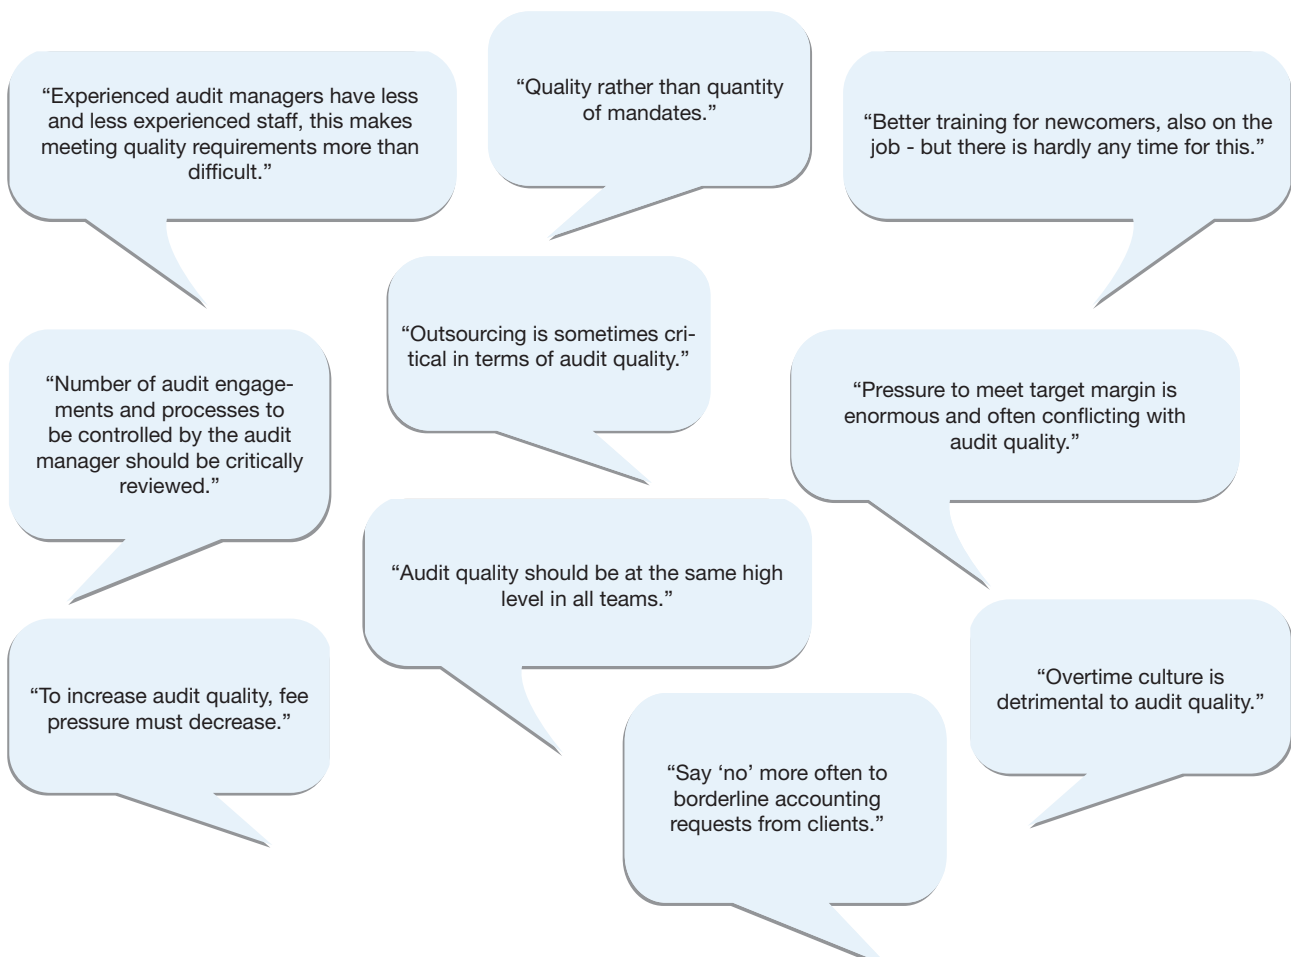 “Experienced audit managers have less
and less experienced staff, this makes
meeting quality requirements more than
difficult.”
“Quality rather than quantity
of mandates.”
“Better training for newcomers, also on the
job - but there is hardly any time for this.”
“Outsourcing is sometimes cri-
tical in terms of audit quality.”
“Number of audit engage-
ments and processes to
be controlled by the audit
manager should be critically
reviewed.”
“Pressure to meet target margin is
enormous and often conflicting with
audit quality.”
“Audit quality should be at the same high
level in all teams.”
“To increase audit quality, fee
pressure must decrease.”
“Overtime culture is
detrimental to audit quality.”
“Say ‘no’ more often to
borderline accounting
requests from clients.”